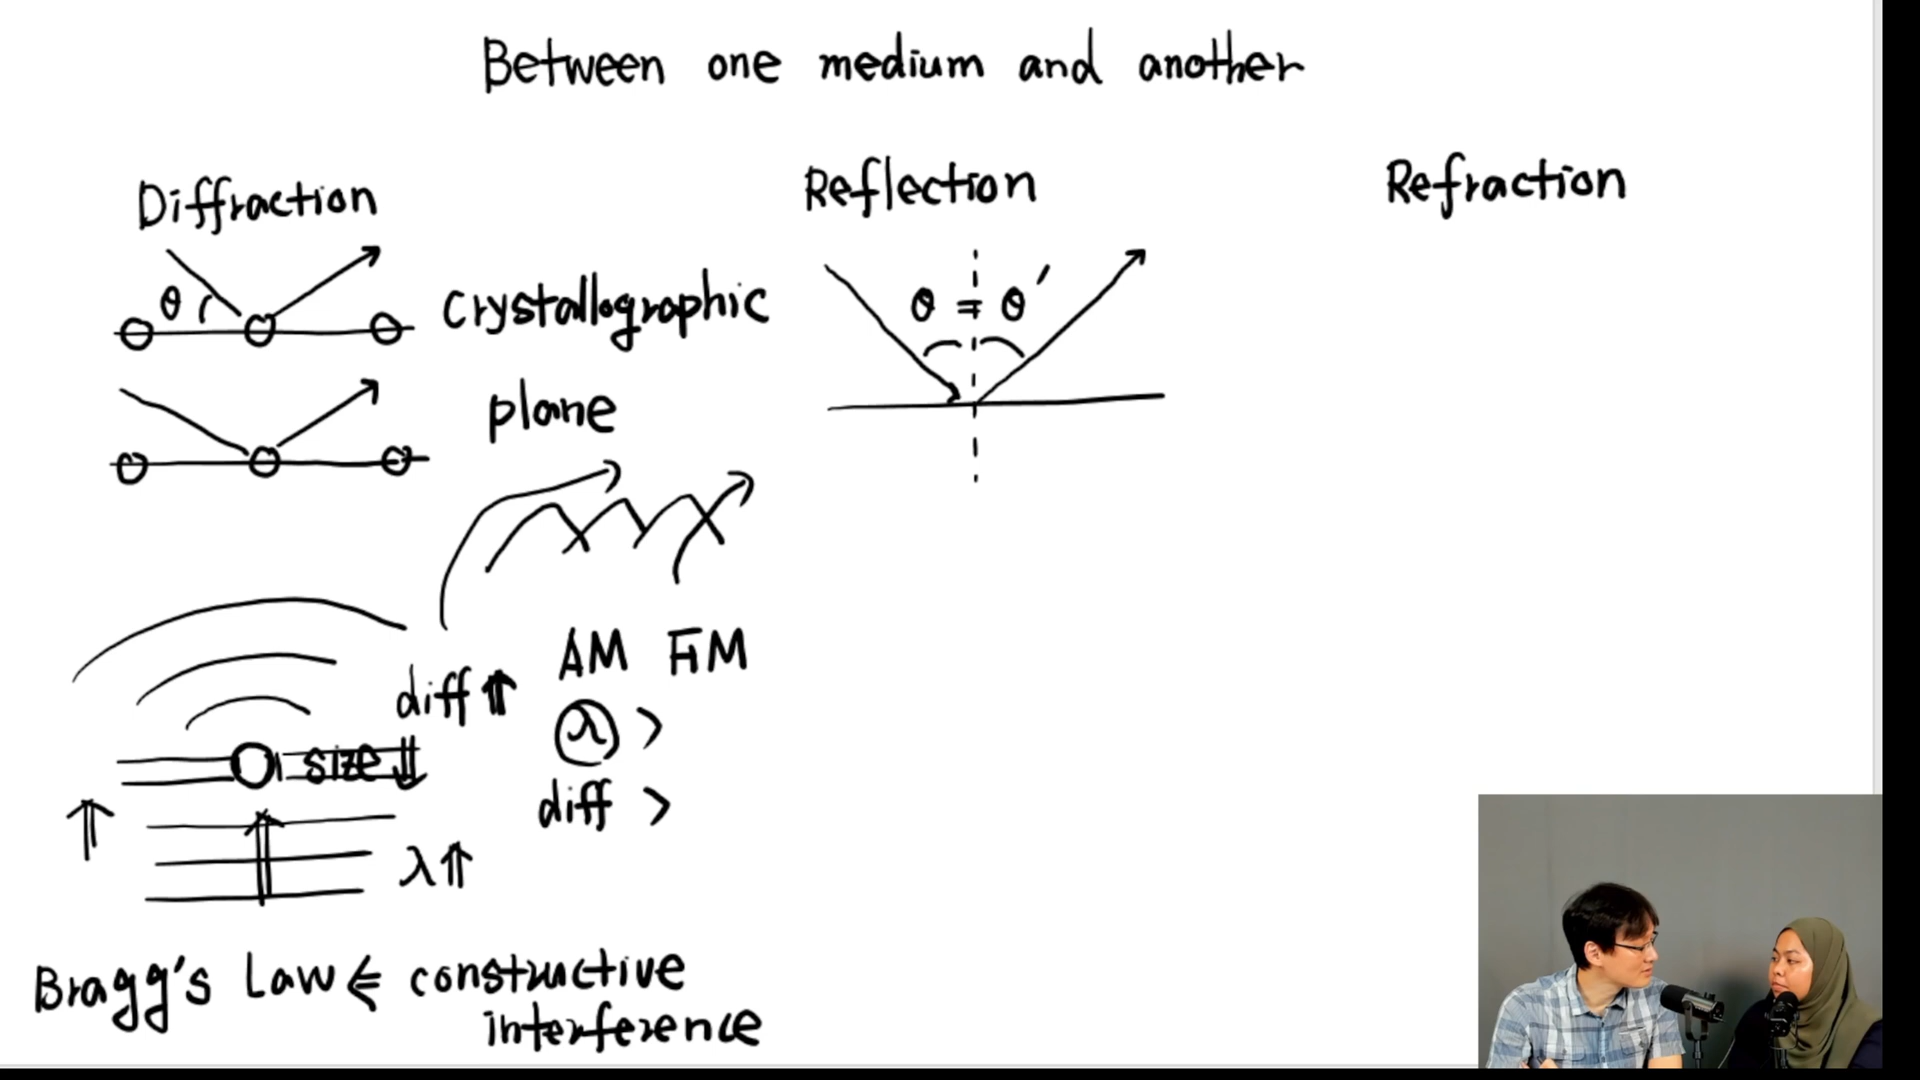 Between one medium and another
Diffraction
θ
crystallographic
plane
diff ⇑
size ⇓
λ ⇑
AM FM
λ >
diff >
Bragg's Law ⇐ constructive
interference
Reflection
θ = θ′
Refraction